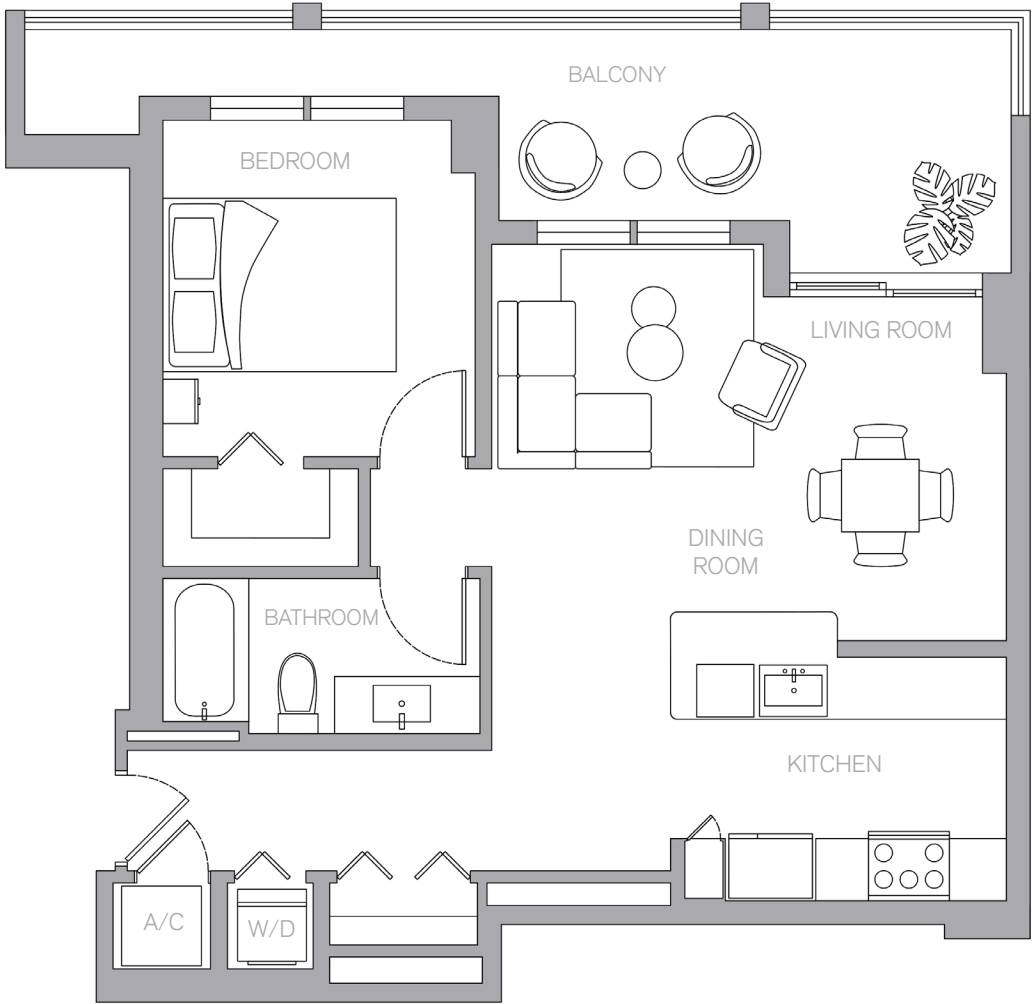 BALCONY
BEDROOM
LIVING ROOM
DINING
ROOM
BATHROOM
KITCHEN
A/C
W/D